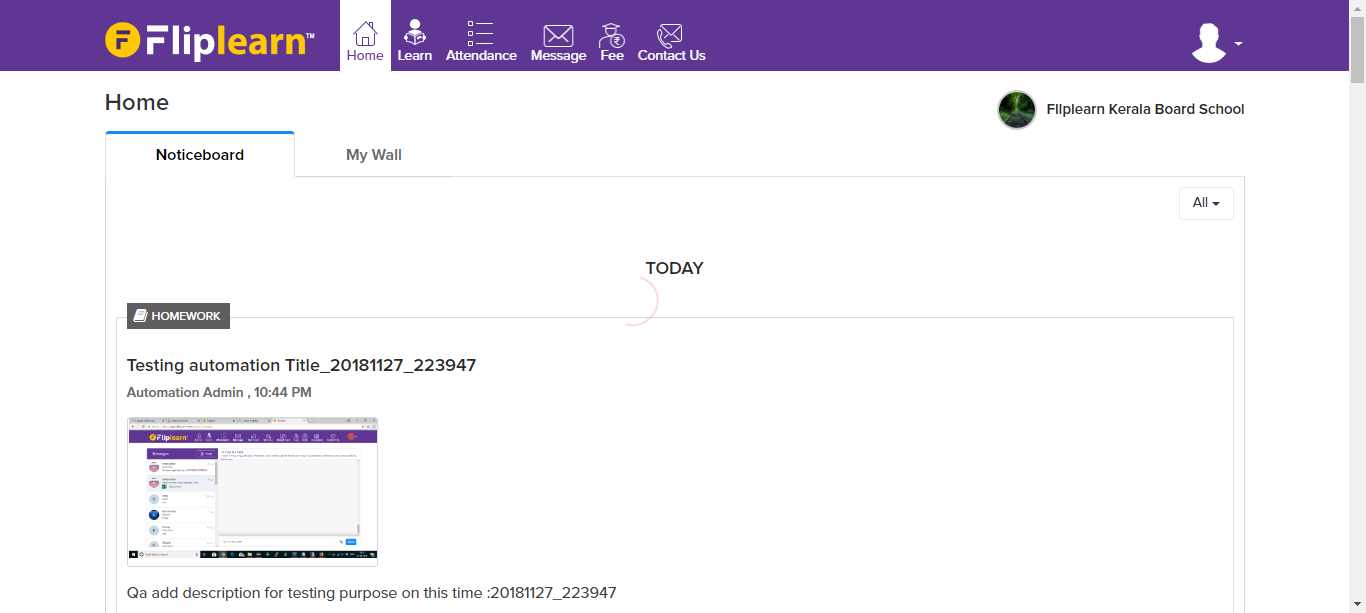 Fliplearn™
Home Learn Attendance Message Fee Contact Us
Home
Fliplearn Kerala Board School
Noticeboard My Wall
All
TODAY
HOMEWORK
Testing automation Title_20181127_223947
Automation Admin , 10:44 PM
Fliplearn
Qa add description for testing purpose on this time :20181127_223947